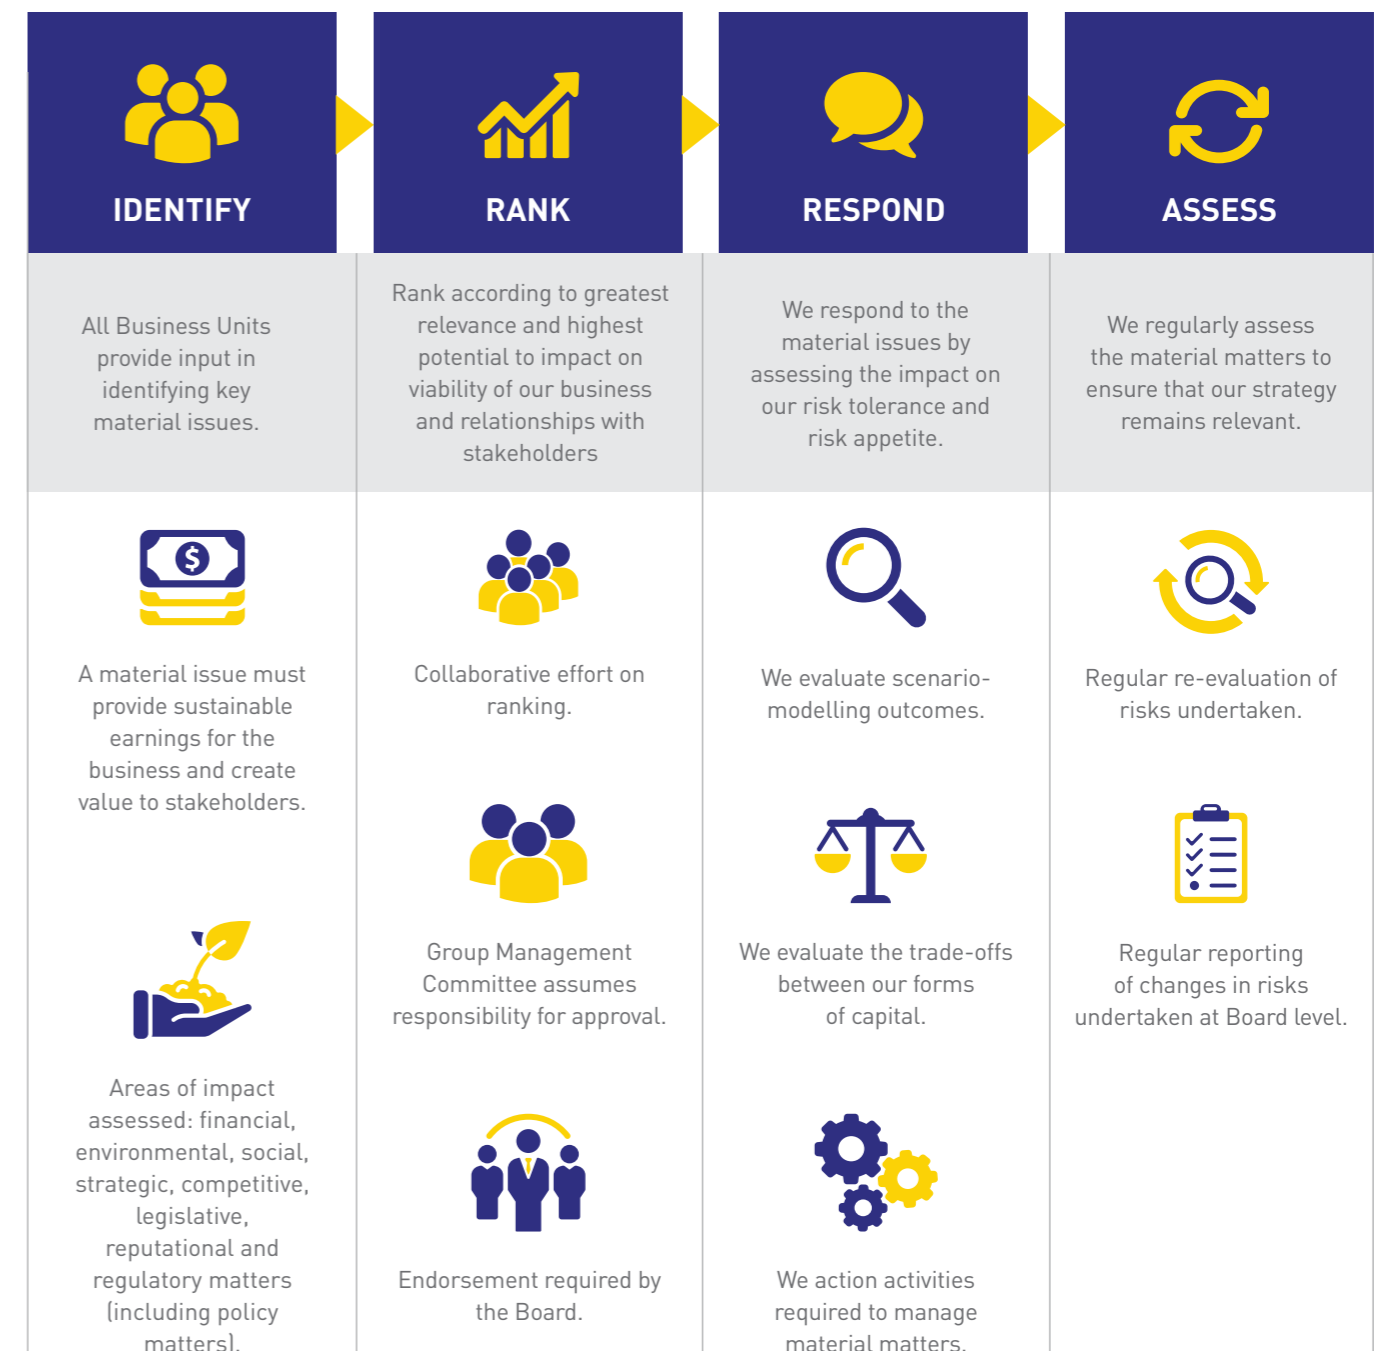 IDENTIFY
All Business Units
provide input in
identifying key
material issues.
$
A material issue must
provide sustainable
earnings for the
business and create
value to stakeholders.
Areas of impact
assessed: financial,
environmental, social,
strategic, competitive,
legislative,
reputational and
regulatory matters
(including policy
matters).
RANK
Rank according to greatest
relevance and highest
potential to impact on
viability of our business
and relationships with
stakeholders
Collaborative effort on
ranking.
Group Management
Committee assumes
responsibility for approval.
Endorsement required by
the Board.
RESPOND
We respond to the
material issues by
assessing the impact on
our risk tolerance and
risk appetite.
We evaluate scenario-
modelling outcomes.
We evaluate the trade-offs
between our forms
of capital.
We action activities
required to manage
material matters.
ASSESS
We regularly assess
the material matters to
ensure that our strategy
remains relevant.
Regular re-evaluation of
risks undertaken.
Regular reporting
of changes in risks
undertaken at Board level.